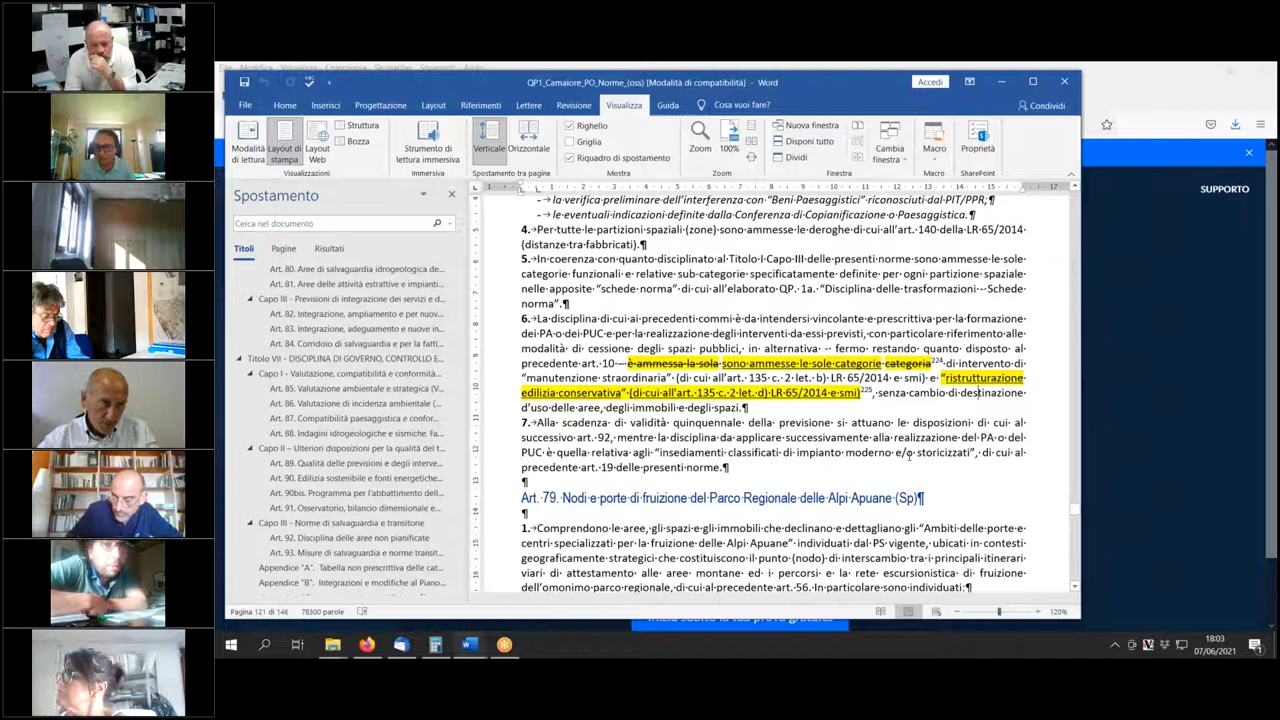 QP1_Camaiore_PO_Norme_(oss) [Modalità di compatibilità] - Word
Accedi
File Home Inserisci Progettazione Layout Riferimenti Lettere Revisione Visualizza Guida Cosa vuoi fare? Condividi
Modalità di lettura
Layout di stampa
Layout Web
Struttura
Bozza
Visualizzazioni
Strumento di lettura immersiva
Immersiva
Verticale
Orizzontale
Spostamento tra pagine
Righello
Griglia
Riquadro di spostamento
Mostra
Zoom
100%
Zoom
Nuova finestra
Disponi tutto
Dividi
Cambia finestra
Finestra
Macro
Macro
Proprietà
SharePoint
SUPPORTO
Spostamento
Cerca nel documento
Titoli Pagine Risultati
Art. 80. Aree di salvaguardia idrogeologica de...
Art. 81. Aree delle attività estrattive e impianti...
Capo III - Previsioni di integrazione dei servizi e d...
Art. 82. Integrazione, ampliamento e per nuov...
Art. 83. Integrazione, adeguamento e nuove in...
Art. 84. Corridoio di salvaguardia per la fatti...
Titolo VII - DISCIPLINA DI GOVERNO, CONTROLLO E...
Capo I - Valutazione, compatibilità e conformità...
Art. 85. Valutazione ambientale e strategica (V...
Art. 86. Valutazione di incidenza ambientale e...
Art. 87. Compatibilità paesaggistica e confor...
Art. 88. Indagini idrogeologiche e sismiche. Fa...
Capo II – Ulteriori disposizioni per la qualità del t...
Art. 89. Qualità delle previsioni e degli interve...
Art. 90. Edilizia sostenibile e fonti energetiche...
Art. 90bis. Programma per l'abbattimento dell...
Art. 91. Osservatorio, bilancio dimensionale e...
Capo III - Norme di salvaguardia e transitorie
Art. 92. Disciplina delle aree non pianificate
Art. 93. Misure di salvaguardia e norme transit...
Appendice "A". Tabella non prescrittiva delle cat...
Appendice "B". Integrazioni e modifiche al Piano...
- → la verifica preliminare dell'interferenza con "Beni Paesaggistici" riconosciuti dal PIT/PPR;¶
- → le eventuali indicazioni definite dalla Conferenza di Copianificazione o Paesaggistica.¶
4.→Per tutte le partizioni spaziali (zone) sono ammesse le deroghe di cui all'art. 140 della LR 65/2014
(distanze tra fabbricati).¶
5.→In coerenza con quanto disciplinato al Titolo I Capo III delle presenti norme sono ammesse le sole
categorie funzionali e relative sub-categorie specificatamente definite per ogni partizione spaziale
nelle apposite "schede norma" di cui all'elaborato QP. 1a. "Disciplina delle trasformazioni - Schede
norma".¶
6.→La disciplina di cui ai precedenti commi è da intendersi vincolante e prescrittiva per la formazione
dei PA o dei PUC e per la realizzazione degli interventi da essi previsti, con particolare riferimento alle
modalità di cessione degli spazi pubblici, in alternativa - fermo restando quanto disposto al
precedente art. 10 – è ammessa la sola sono ammesse le sole categorie categoria224 di intervento di
"manutenzione straordinaria" (di cui all'art. 135 c. 2 let. b) LR 65/2014 e smi) e "ristrutturazione
edilizia conservativa" (di cui all'art. 135 c. 2 let. d) LR 65/2014 e smi)225, senza cambio di destinazione
d'uso delle aree, degli immobili e degli spazi.¶
7.→Alla scadenza di validità quinquennale della previsione si attuano le disposizioni di cui al
successivo art. 92, mentre la disciplina da applicare successivamente alla realizzazione del PA o del
PUC è quella relativa agli "insediamenti classificati di impianto moderno e/o storicizzati", di cui al
precedente art. 19 delle presenti norme.¶
¶
Art. 79. Nodi e porte di fruizione del Parco Regionale delle Alpi Apuane (Sp)¶
¶
1.→Comprendono le aree, gli spazi e gli immobili che declinano e dettagliano gli "Ambiti delle porte e
centri specializzati per la fruizione delle Alpi Apuane" individuati dal PS vigente, ubicati in contesti
geograficamente strategici che costituiscono il punto (nodo) di interscambio tra i principali itinerari
viari di attestamento alle aree montane ed i percorsi e la rete escursionistica di fruizione
dell'omonimo parco regionale, di cui al precedente art. 56. In particolare sono individuati:¶
Pagina 121 di 146 78300 parole
120%
18:03
07/06/2021